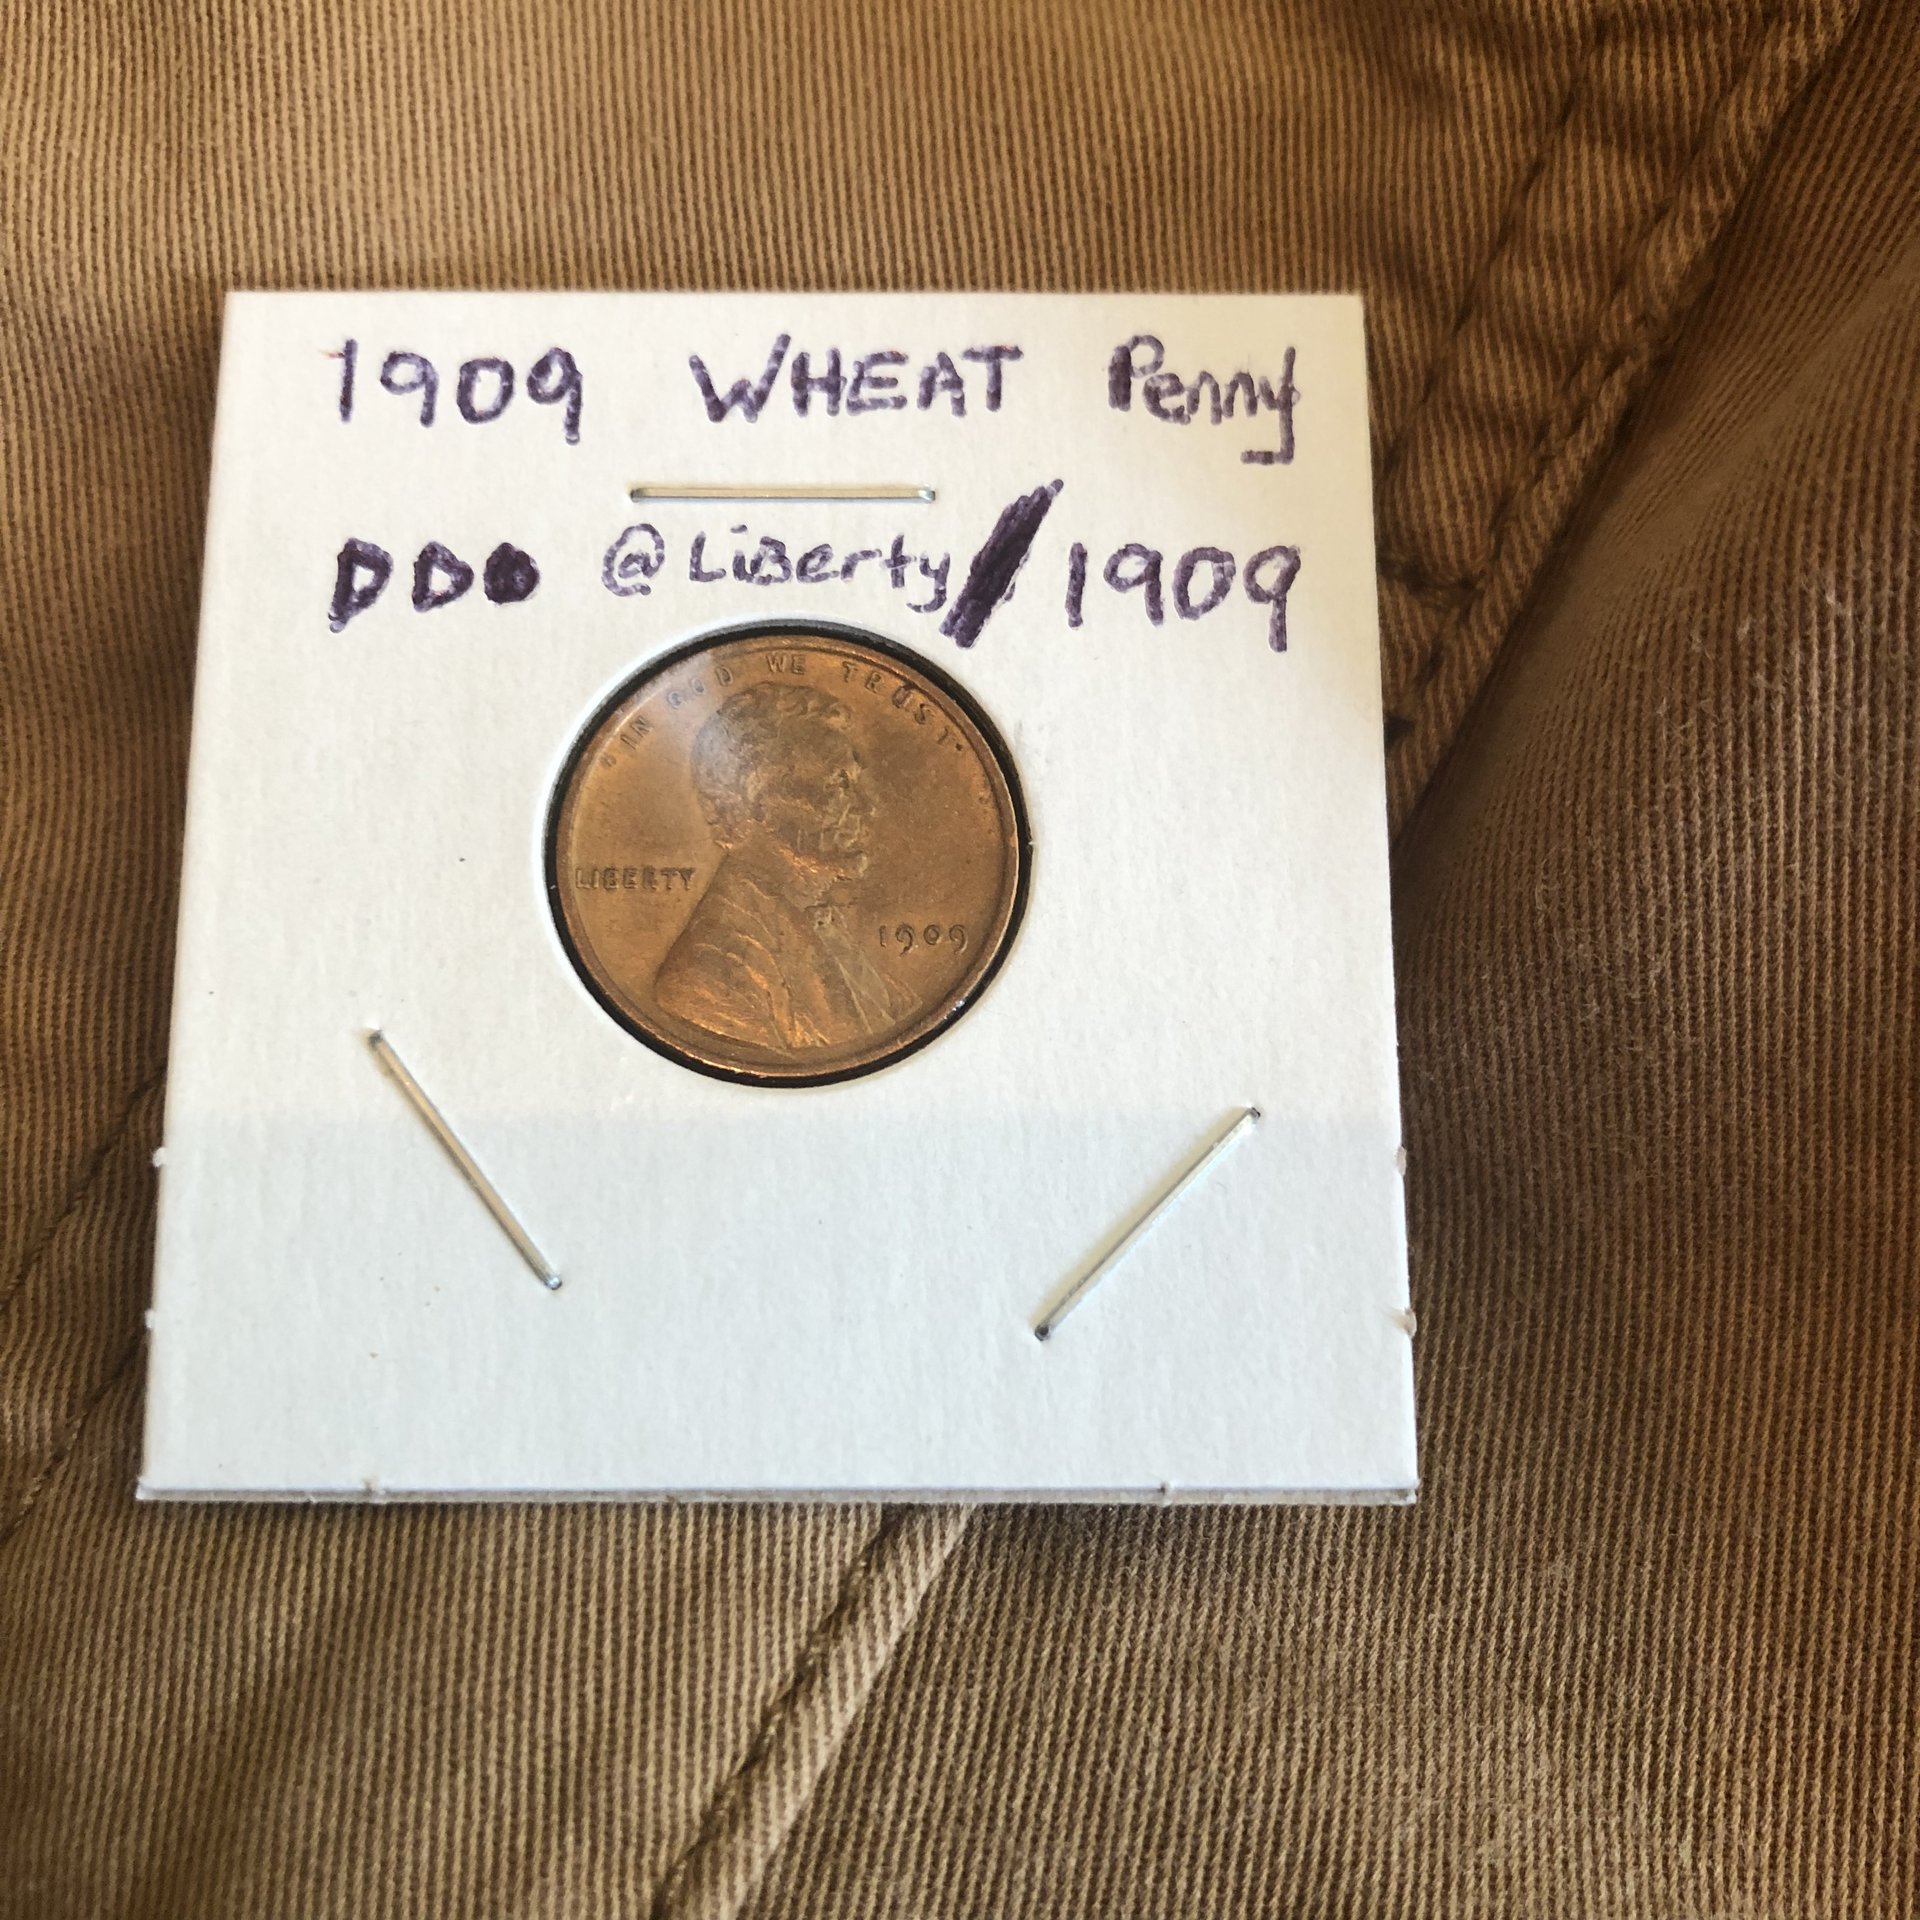 1909 WHEAT Penny
DDO @ LiBerty / 1909
IN GOD WE TRUST
LIBERTY
1909